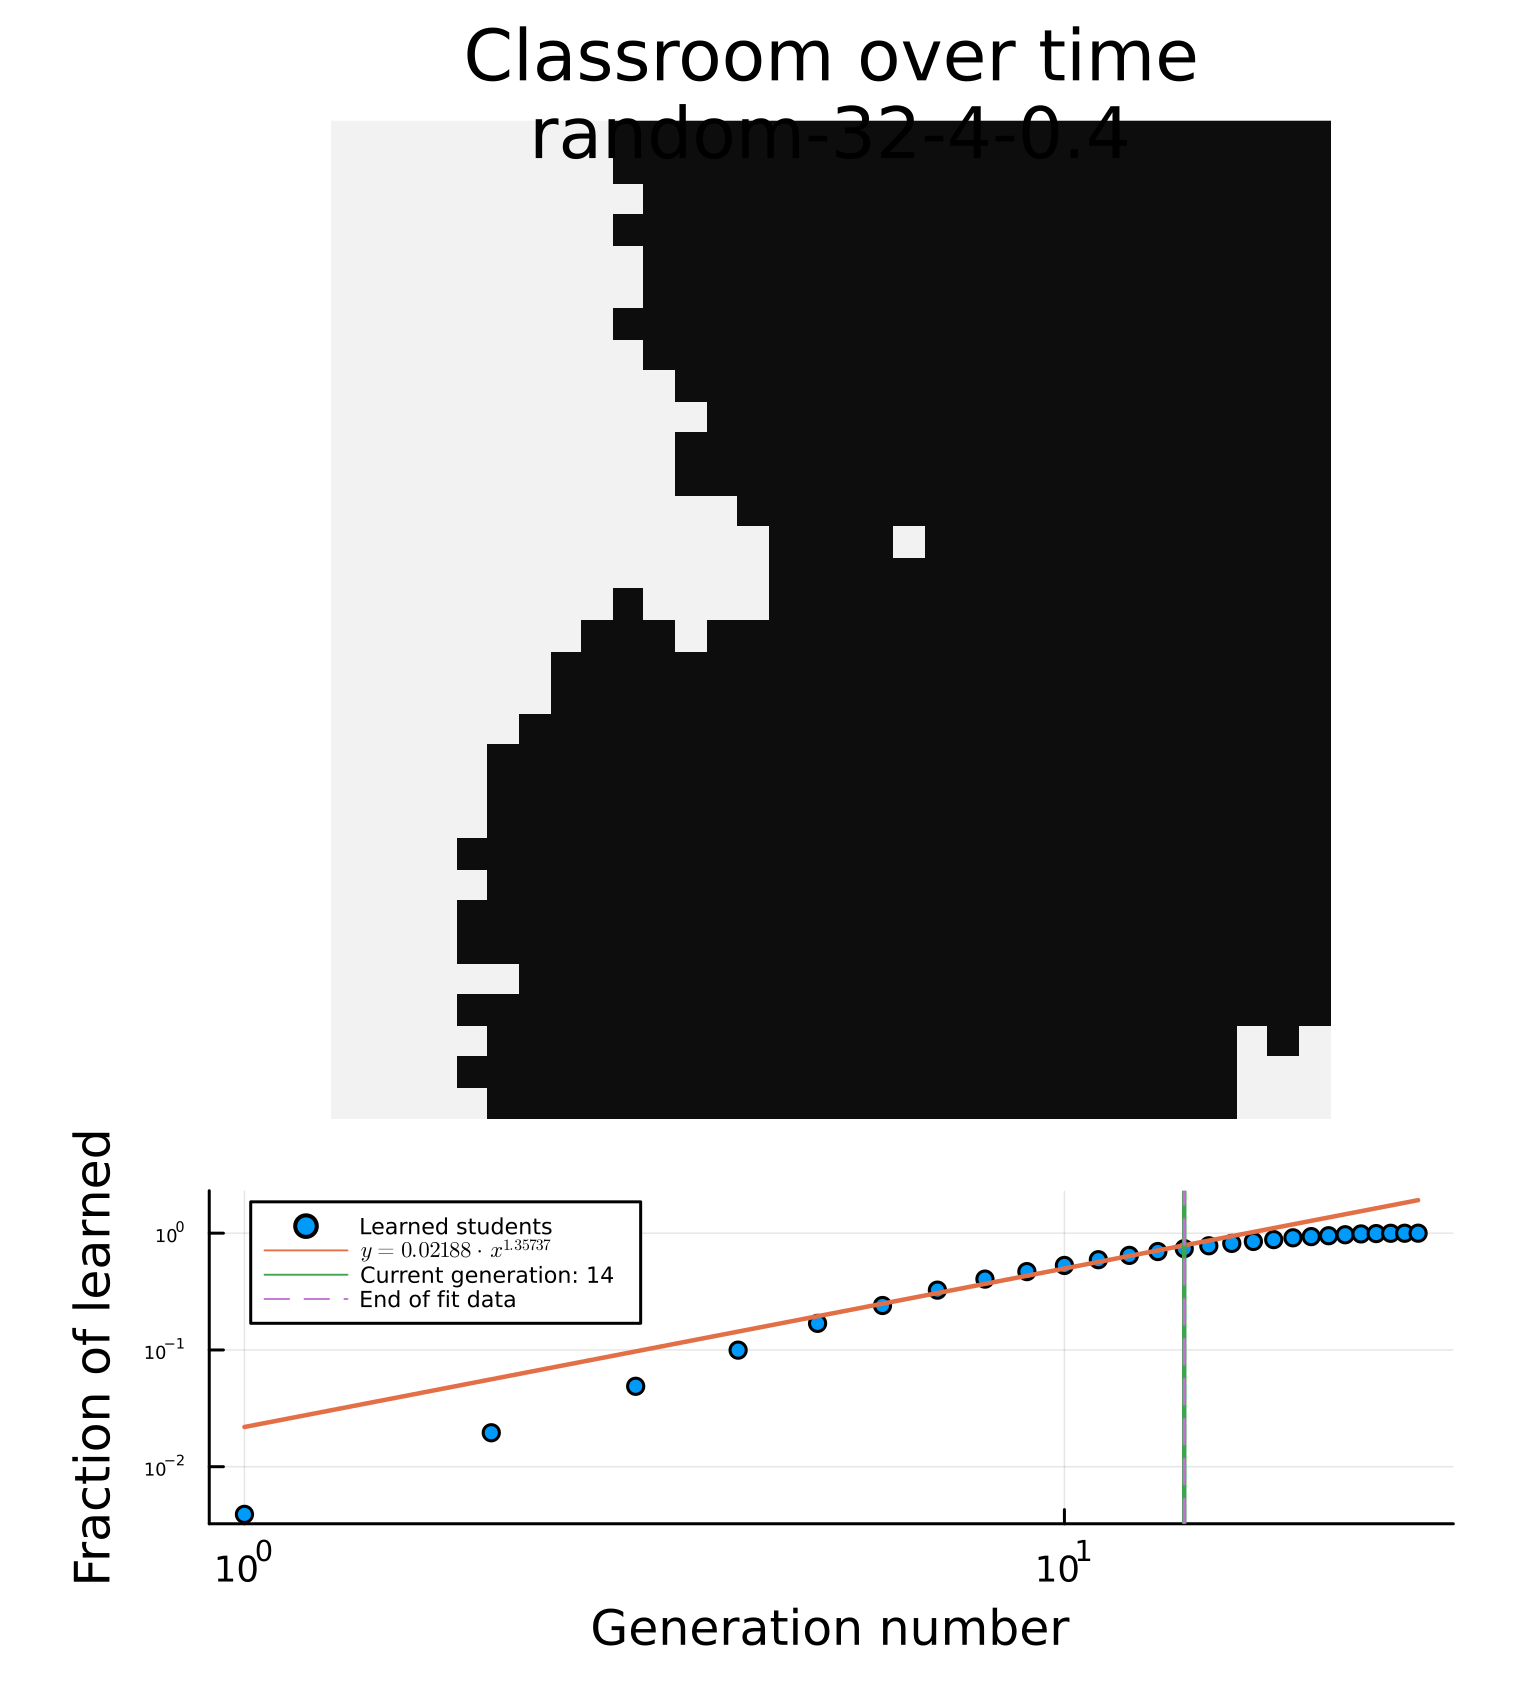 Classroom over time
random-32-4-0.4
Fraction of learned
Learned students
y = 0.02188 · x^1.35737
Current generation: 14
End of fit data
10^0
10^−1
10^−2
10^0
10^1
Generation number